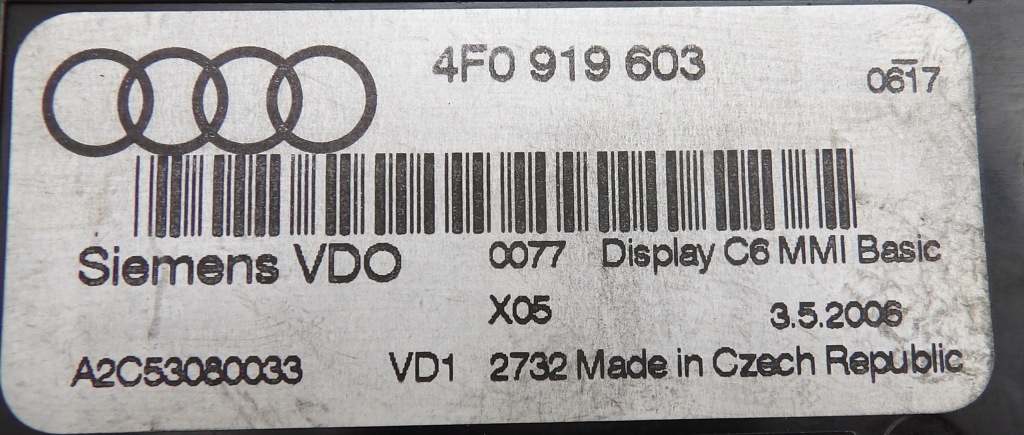 4F0 919 603
0617
Siemens VDO 0077 Display C6 MMI Basic
X05 3.5.2006
A2C53080033 VD1 2732 Made in Czech Republic